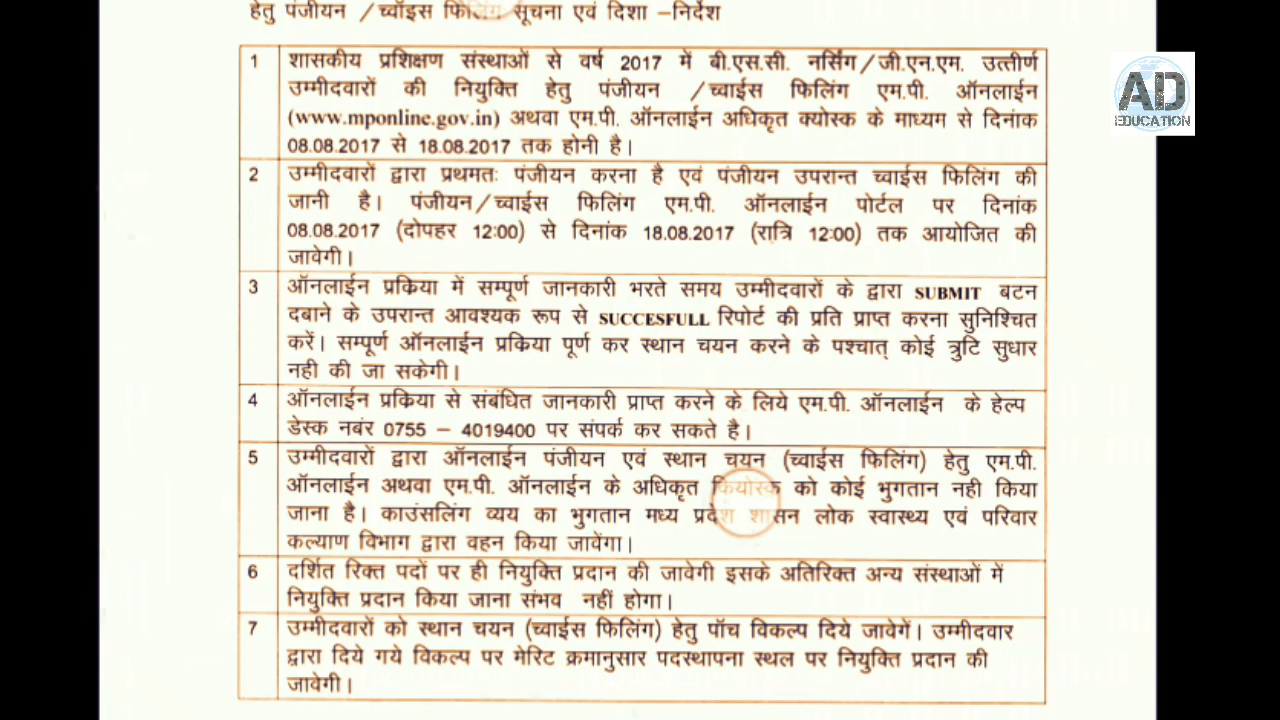 हेतु पंजीयन /च्वॉइस फिलिंग सूचना एवं दिशा –निर्देश
1 शासकीय प्रशिक्षण संस्थाओं से वर्ष 2017 में बी.एस.सी. नर्सिंग/जी.एन.एम. उत्तीर्ण
उम्मीदवारों की नियुक्ति हेतु पंजीयन /च्वाईस फिलिंग एम.पी. ऑनलाईन
(www.mponline.gov.in) अथवा एम.पी. ऑनलाईन अधिकृत क्योस्क के माध्यम से दिनांक
08.08.2017 से 18.08.2017 तक होनी है।
2 उम्मीदवारों द्वारा प्रथमतः पंजीयन करना है एवं पंजीयन उपरान्त च्वाईस फिलिंग की
जानी है। पंजीयन/च्वाईस फिलिंग एम.पी. ऑनलाईन पोर्टल पर दिनांक
08.08.2017 (दोपहर 12:00) से दिनांक 18.08.2017 (रात्रि 12:00) तक आयोजित की
जावेगी।
3 ऑनलाईन प्रकिया में सम्पूर्ण जानकारी भरते समय उम्मीदवारों के द्वारा SUBMIT बटन
दबाने के उपरान्त आवश्यक रूप से SUCCESFULL रिपोर्ट की प्रति प्राप्त करना सुनिश्चित
करें। सम्पूर्ण ऑनलाईन प्रकिया पूर्ण कर स्थान चयन करने के पश्चात् कोई त्रुटि सुधार
नही की जा सकेगी।
4 ऑनलाईन प्रकिया से संबंधित जानकारी प्राप्त करने के लिये एम.पी. ऑनलाईन के हेल्प
डेस्क नबंर 0755 – 4019400 पर संपर्क कर सकते है।
5 उम्मीदवारों द्वारा ऑनलाईन पंजीयन एवं स्थान चयन (च्वाईस फिलिंग) हेतु एम.पी.
ऑनलाईन अथवा एम.पी. ऑनलाईन के अधिकृत कियोस्क को कोई भुगतान नही किया
जाना है। काउंसलिंग व्यय का भुगतान मध्य प्रदेश शासन लोक स्वास्थ्य एवं परिवार
कल्याण विभाग द्वारा वहन किया जावेंगा।
6 दर्शित रिक्त पदों पर ही नियुक्ति प्रदान की जावेगी इसके अतिरिक्त अन्य संस्थाओं में
नियुक्ति प्रदान किया जाना संभव नहीं होगा।
7 उम्मीदवारों को स्थान चयन (च्वाईस फिलिंग) हेतु पॉच विकल्प दिये जावेगें। उम्मीदवार
द्वारा दिये गये विकल्प पर मेरिट क्रमानुसार पदस्थापना स्थल पर नियुक्ति प्रदान की
जावेगी।
AD
EDUCATION